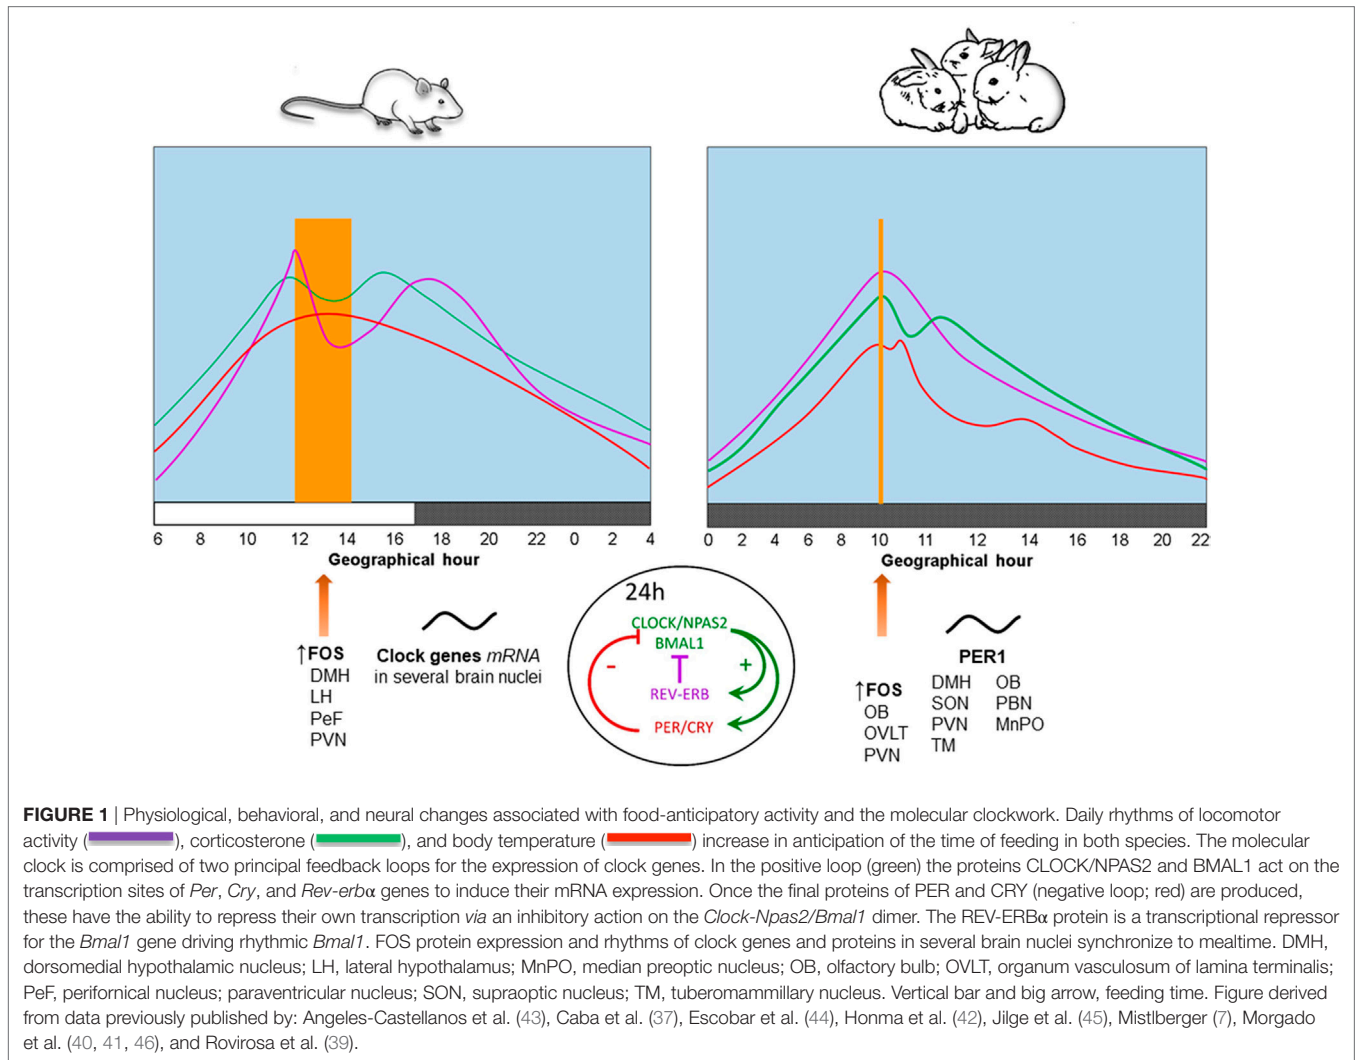 6 8 10 12 14 16 18 20 22 0 2 4
Geographical hour
0 2 4 6 8 10 11 12 14 16 18 20 22
Geographical hour
↑FOS
DMH
LH
PeF
PVN
Clock genes mRNA
in several brain nuclei
24h
CLOCK/NPAS2
BMAL1
- +
REV-ERB
PER/CRY
↑FOS
OB
OVLT
PVN
PER1
DMH OB
SON PBN
PVN MnPO
TM
FIGURE 1 | Physiological, behavioral, and neural changes associated with food-anticipatory activity and the molecular clockwork. Daily rhythms of locomotor
activity ( ), corticosterone ( ), and body temperature ( ) increase in anticipation of the time of feeding in both species. The molecular
clock is comprised of two principal feedback loops for the expression of clock genes. In the positive loop (green) the proteins CLOCK/NPAS2 and BMAL1 act on the
transcription sites of Per, Cry, and Rev-erbα genes to induce their mRNA expression. Once the final proteins of PER and CRY (negative loop; red) are produced,
these have the ability to repress their own transcription via an inhibitory action on the Clock-Npas2/Bmal1 dimer. The REV-ERBα protein is a transcriptional repressor
for the Bmal1 gene driving rhythmic Bmal1. FOS protein expression and rhythms of clock genes and proteins in several brain nuclei synchronize to mealtime. DMH,
dorsomedial hypothalamic nucleus; LH, lateral hypothalamus; MnPO, median preoptic nucleus; OB, olfactory bulb; OVLT, organum vasculosum of lamina terminalis;
PeF, perifornical nucleus; paraventricular nucleus; SON, supraoptic nucleus; TM, tuberomammillary nucleus. Vertical bar and big arrow, feeding time. Figure derived
from data previously published by: Angeles-Castellanos et al. (43), Caba et al. (37), Escobar et al. (44), Honma et al. (42), Jilge et al. (45), Mistlberger (7), Morgado
et al. (40, 41, 46), and Rovirosa et al. (39).